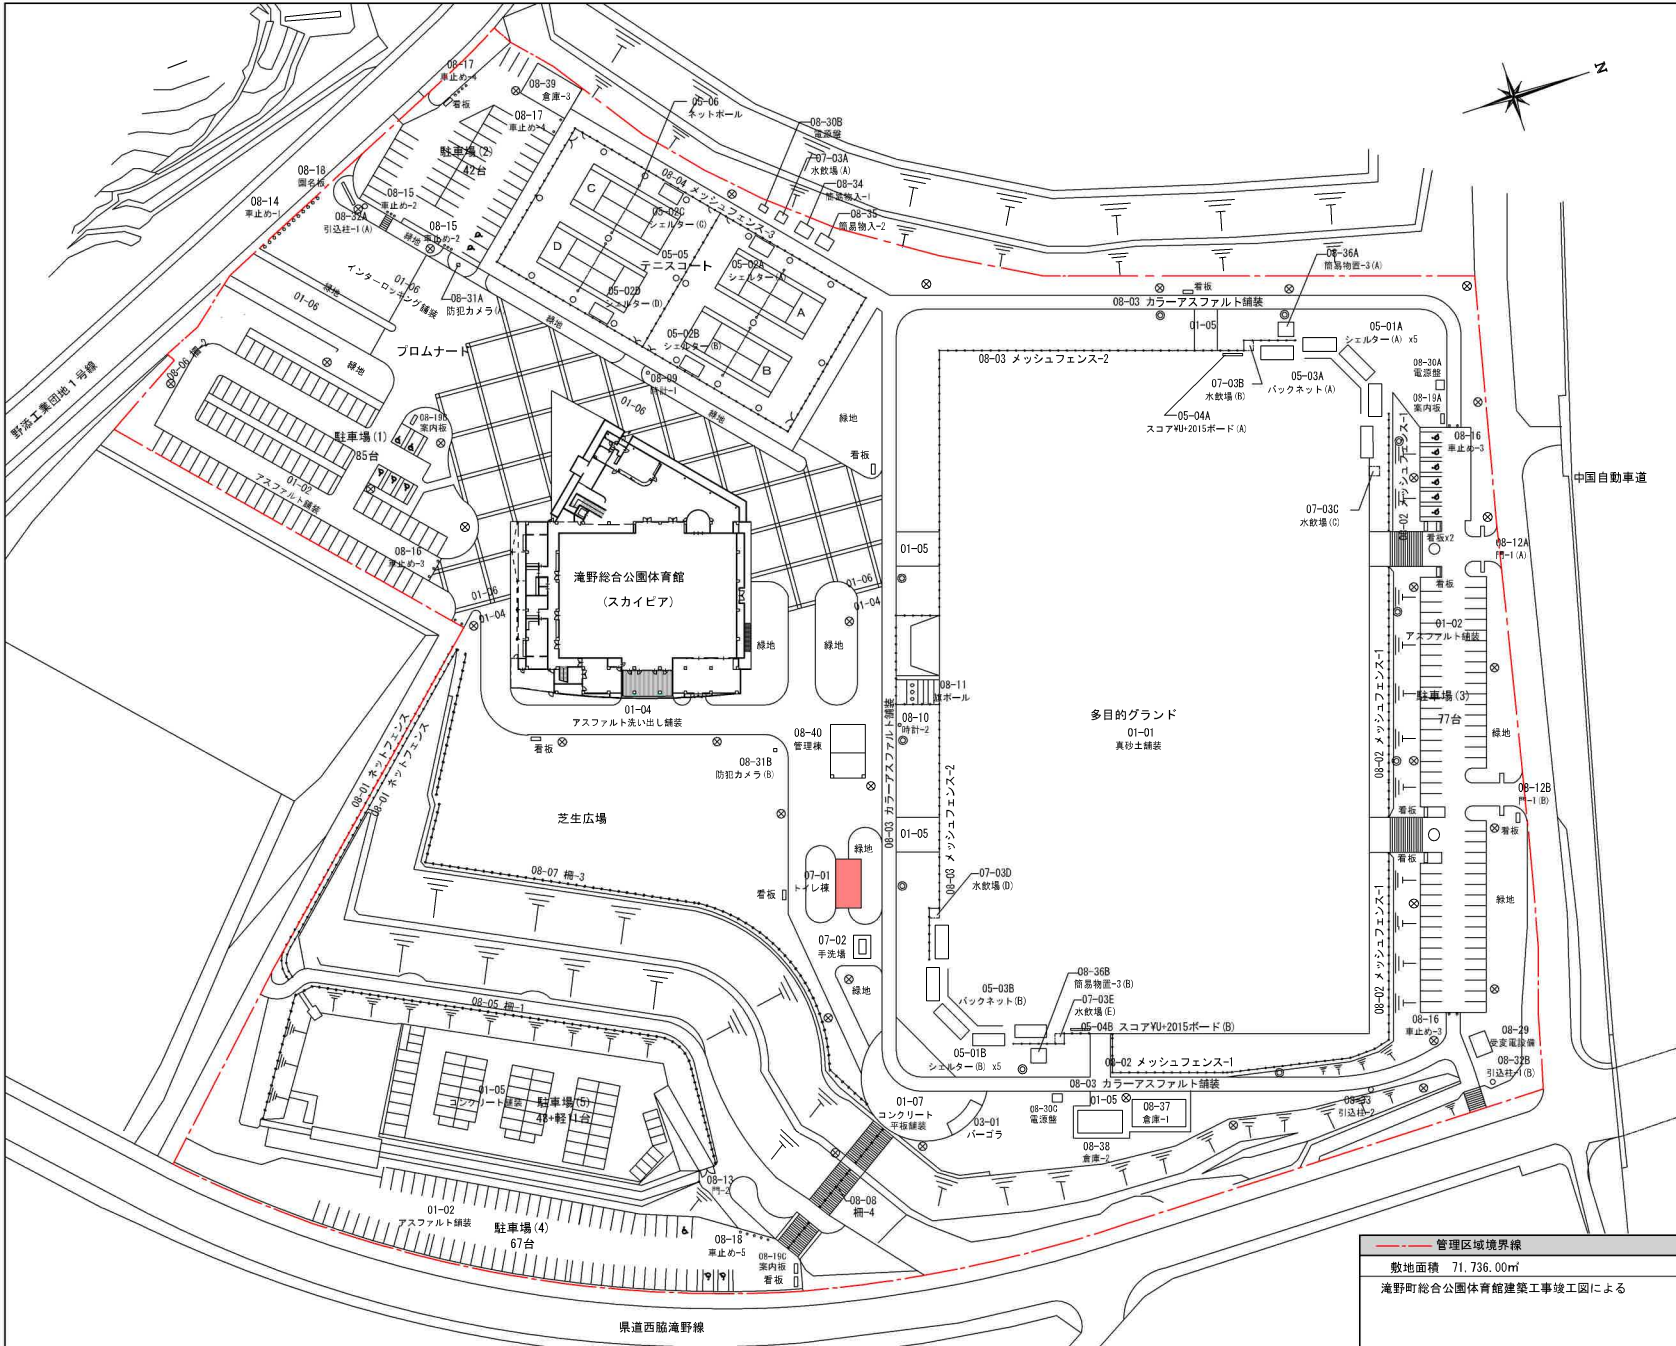 08-17
車止め-4
看板
08-39
倉庫-3
08-17
車止め-4
駐車場(2)
42台
05-06
ネットポール
08-30B
電源盤
07-03A
水飲場(A)
08-34
簡易物入-1
08-35
簡易物入-2
N
08-18
園名板
08-14
車止め-1
08-15
車止め-2
08-32A
引込柱-1(A)
緑地
08-15
車止め-2
08-04 メッシュフェンス-3
C
05-02C
シェルター(C)
D
05-05
テニスコート
05-02A
シェルター(A)
05-02D
シェルター(D)
A
05-02B
シェルター(B)
B
緑地
01-06
インターロッキング舗装
08-31A
防犯カメラ(A)
緑地
01-06
プロムナード
緑地
08-09
時計-1
01-06
緑地
緑地
看板
08-06 柵-2
野添工業団地1号線
08-19B
案内板
駐車場(1)
85台
01-02
アスファルト舗装
08-16
車止め-3
01-06
01-04
滝野総合公園体育館
(スカイピア)
01-06
01-04
緑地
緑地
01-04
アスファルト洗い出し舗装
看板
08-03 カラーアスファルト舗装
看板
08-36A
簡易物置-3(A)
01-05
05-01A
シェルター(A) x5
08-03 メッシュフェンス-2
07-03B
水飲場(B)
05-03A
バックネット(A)
05-04A
スコア¥U+2015ボード(A)
08-30A
電源盤
08-19A
案内板
08-16
車止め-3
08-02 メッシュフェンス-1
07-03C
水飲場(C)
看板x2
08-12A
門-1(A)
看板
中国自動車道
01-02
アスファルト舗装
駐車場(3)
77台
緑地
08-02 メッシュフェンス-1
08-12B
門-1(B)
看板
看板
看板
緑地
08-02 メッシュフェンス-1
01-05
08-11
旗ポール
08-10
時計-2
08-03 カラーアスファルト舗装
08-03 メッシュフェンス-2
01-05
多目的グランド
01-01
真砂土舗装
08-40
管理棟
08-31B
防犯カメラ(B)
芝生広場
08-01 ネットフェンス
08-01 ネットフェンス
08-07 柵-3
緑地
07-01
トイレ棟
看板
07-02
手洗場
緑地
07-03D
水飲場(D)
05-03B
バックネット(B)
08-36B
簡易物置-3(B)
07-03E
水飲場(E)
05-04B スコア¥U+2015ボード(B)
05-01B
シェルター(B) x5
08-02 メッシュフェンス-1
08-03 カラーアスファルト舗装
08-16
車止め-3
08-29
受変電設備
08-32B
引込柱-1(B)
08-33
引込柱-2
08-05 柵-1
01-05
コンクリート舗装
駐車場(5)
48+軽11台
01-07
コンクリート
平板舗装
03-01
パーゴラ
08-30C
電源盤
01-05
08-37
倉庫-1
08-38
倉庫-2
08-13
門-2
08-08
柵-4
01-02
アスファルト舗装
駐車場(4)
67台
08-18
車止め-5
08-19C
案内板
看板
県道西脇滝野線
管理区域境界線
敷地面積 71,736.00㎡
滝野町総合公園体育館建築工事竣工図による